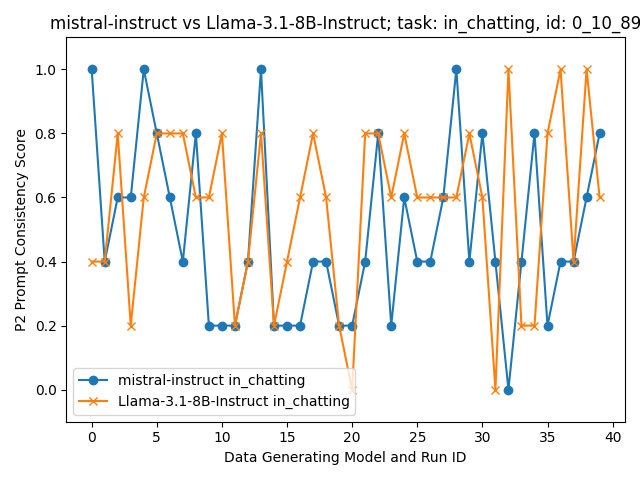 mistral-instruct vs Llama-3.1-8B-Instruct; task: in_chatting, id: 0_10_89
P2 Prompt Consistency Score
1.0
0.8
0.6
0.4
0.2
0.0
mistral-instruct in_chatting
Llama-3.1-8B-Instruct in_chatting
0 5 10 15 20 25 30 35 40
Data Generating Model and Run ID